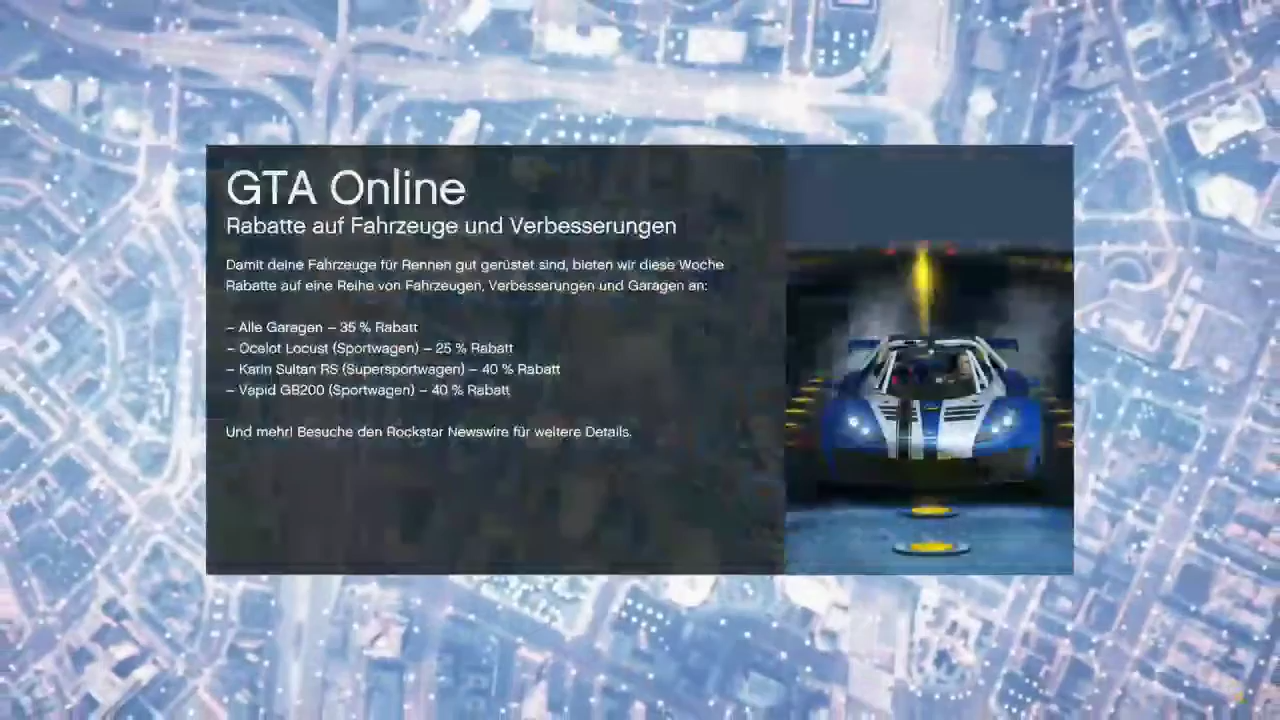 GTA Online
Rabatte auf Fahrzeuge und Verbesserungen
Damit deine Fahrzeuge für Rennen gut gerüstet sind, bieten wir diese Woche
Rabatte auf eine Reihe von Fahrzeugen, Verbesserungen und Garagen an:
– Alle Garagen – 35 % Rabatt
– Ocelot Locust (Sportwagen) – 25 % Rabatt
– Karin Sultan RS (Supersportwagen) – 40 % Rabatt
– Vapid GB200 (Sportwagen) – 40 % Rabatt
Und mehr! Besuche den Rockstar Newswire für weitere Details.